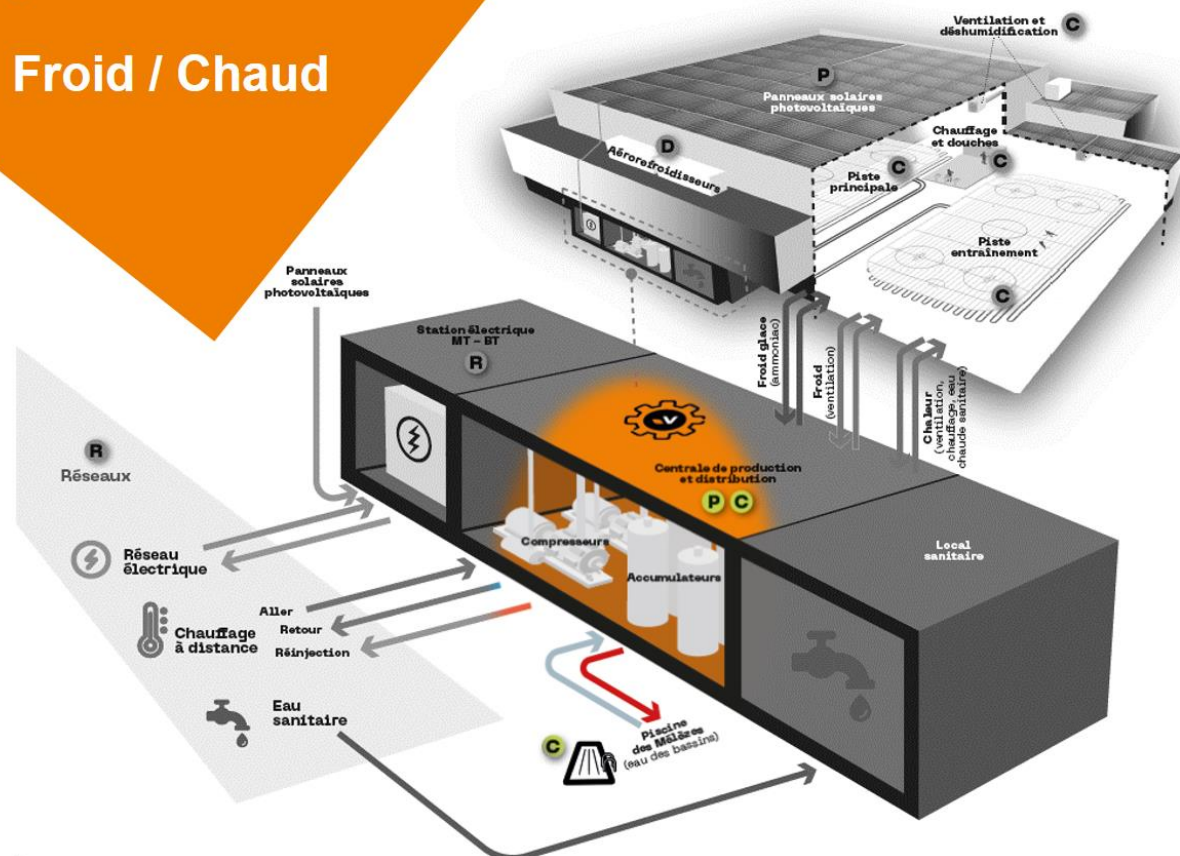 Froid / Chaud
Ventilation et
déshumidification
C
P
Panneaux solaires
photovoltaïques
D
Aérorefroidisseurs
Chauffage
et douches
C
Piste
principale
C
Piste
entraînement
C
Panneaux
solaires
photovoltaïques
Station électrique
MT – BT
R
Froid glace
(ammoniac)
Froid
(ventilation)
Chaleur
(ventilation,
chauffage, eau
chaude sanitaire)
Centrale de production
et distribution
P C
Compresseurs
Accumulateurs
Local
sanitaire
R
Réseaux
Réseau
électrique
Aller
Retour
Réinjection
Chauffage
à distance
Eau
sanitaire
C
Piscine
des Mélèzes
(eau des bassins)